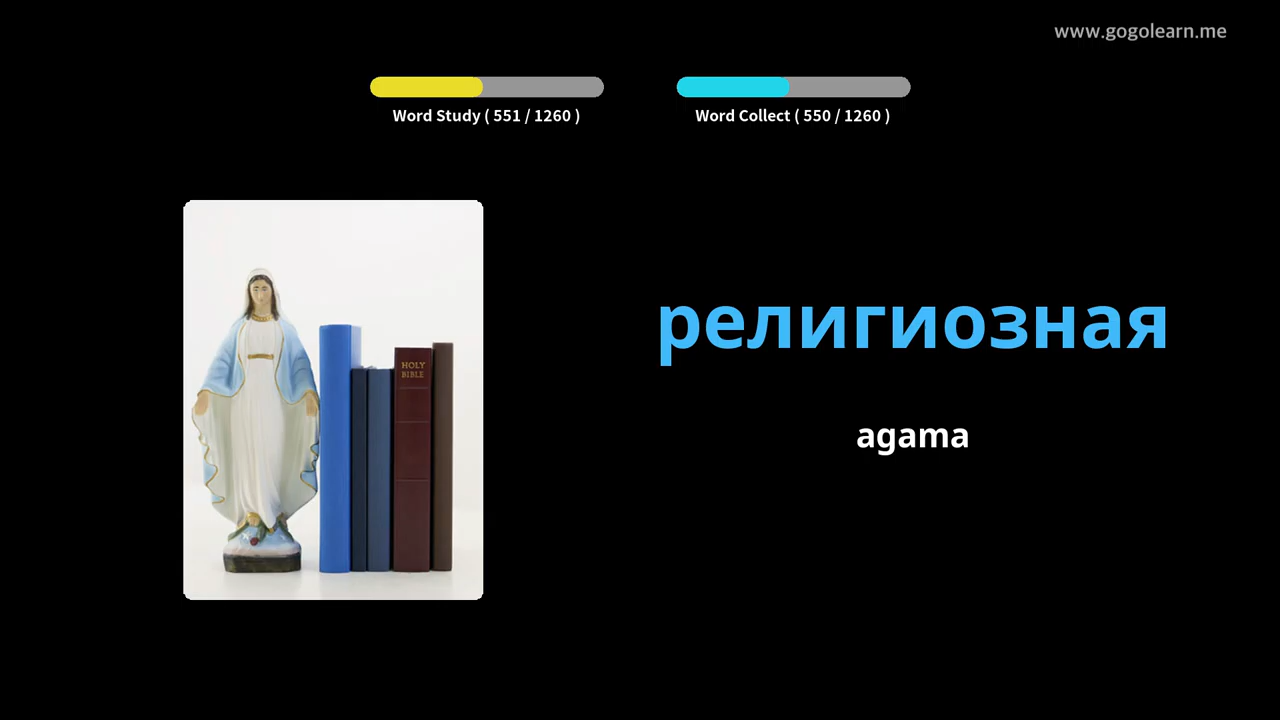 www.gogolearn.me
Word Study ( 551 / 1260 )
Word Collect ( 550 / 1260 )
HOLY
BIBLE
религиозная
agama